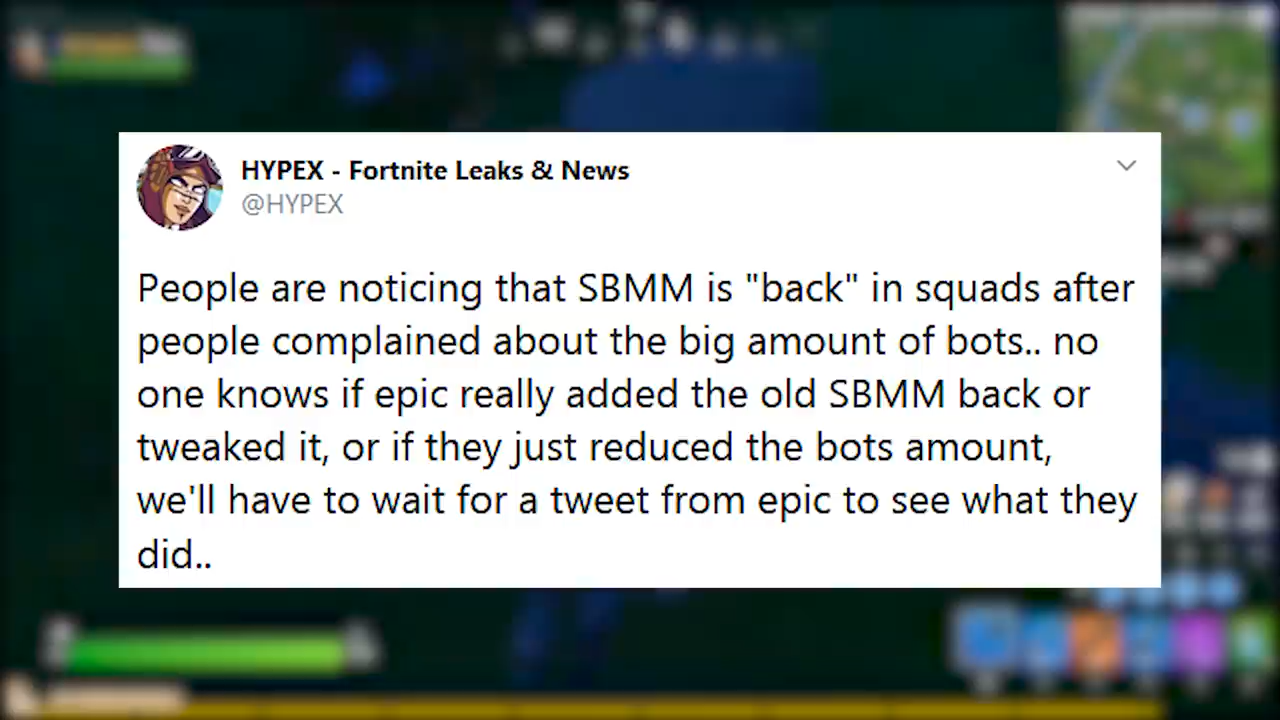 HYPEX - Fortnite Leaks & News
@HYPEX
People are noticing that SBMM is "back" in squads after
people complained about the big amount of bots.. no
one knows if epic really added the old SBMM back or
tweaked it, or if they just reduced the bots amount,
we'll have to wait for a tweet from epic to see what they
did..